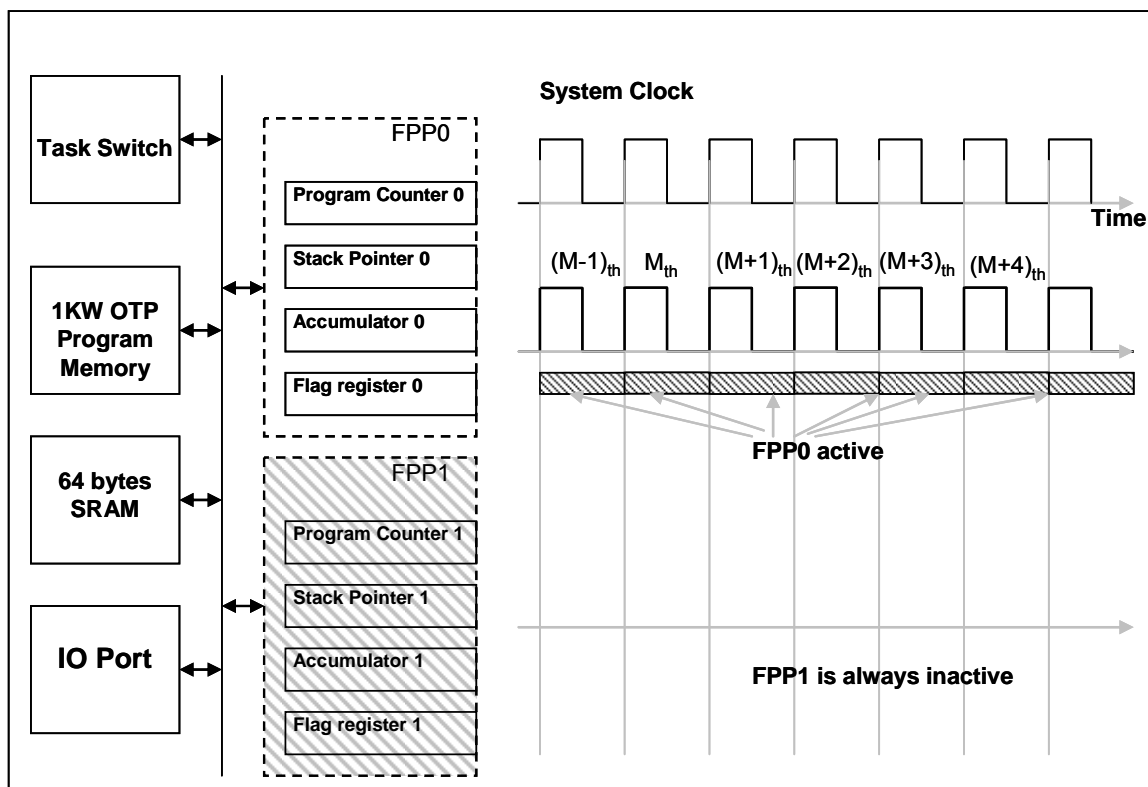 Task Switch
1KW OTP
Program
Memory
64 bytes
SRAM
IO Port
FPP0
Program Counter 0
Stack Pointer 0
Accumulator 0
Flag register 0
FPP1
Program Counter 1
Stack Pointer 1
Accumulator 1
Flag register 1
System Clock
Time
(M-1)th Mth (M+1)th (M+2)th (M+3)th (M+4)th
FPP0 active
FPP1 is always inactive